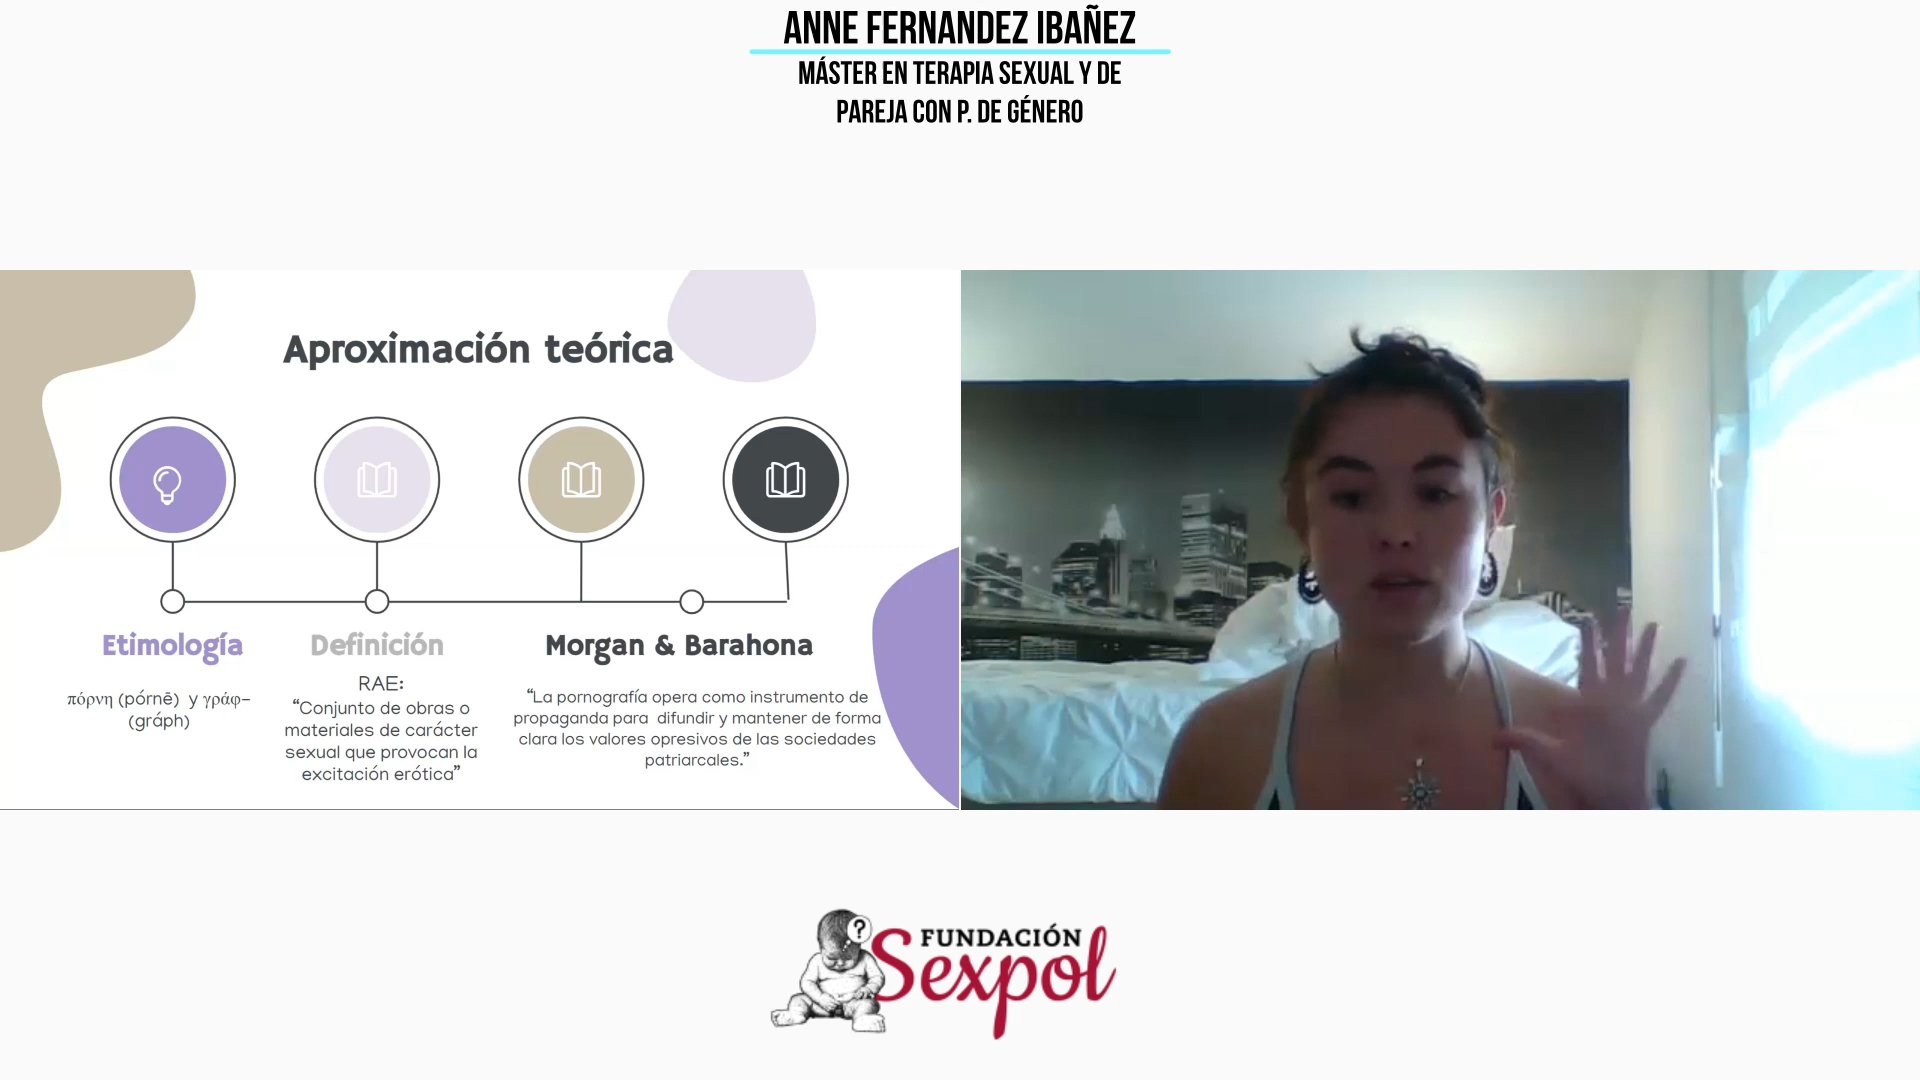 ANNE FERNANDEZ IBAÑEZ
MÁSTER EN TERAPIA SEXUAL Y DE
PAREJA CON P. DE GÉNERO
Aproximación teórica
Etimología
πόρνη (pórnē) y γράφ–
(gráph)
Definición
RAE:
“Conjunto de obras o
materiales de carácter
sexual que provocan la
excitación erótica”
Morgan & Barahona
“La pornografía opera como instrumento de
propaganda para difundir y mantener de forma
clara los valores opresivos de las sociedades
patriarcales.”
?
FUNDACIÓN
Sexpol